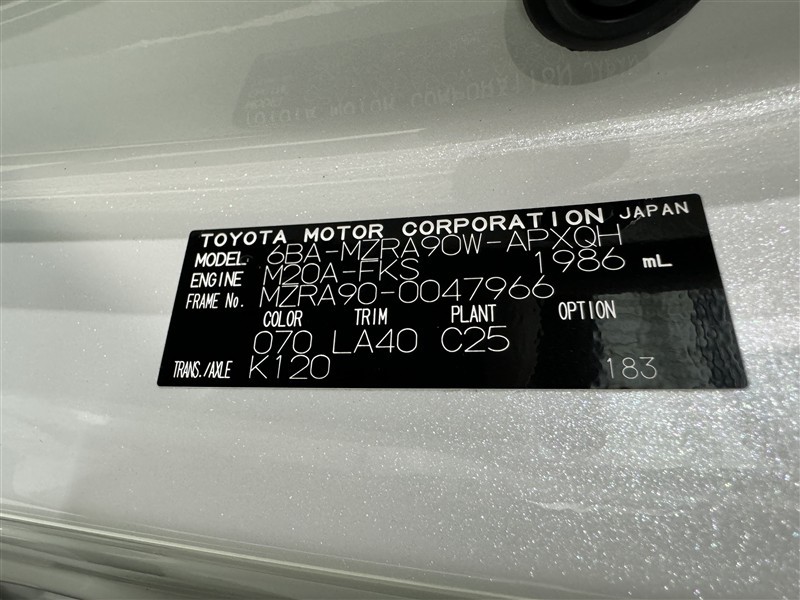 TOYOTA MOTOR CORPORATION JAPAN
MODEL 6BA-MZRA90W-APXQH
ENGINE M20A-FKS 1986 mL
FRAME No. MZRA90-0047966
COLOR TRIM PLANT OPTION
070 LA40 C25
TRANS./AXLE K120 183